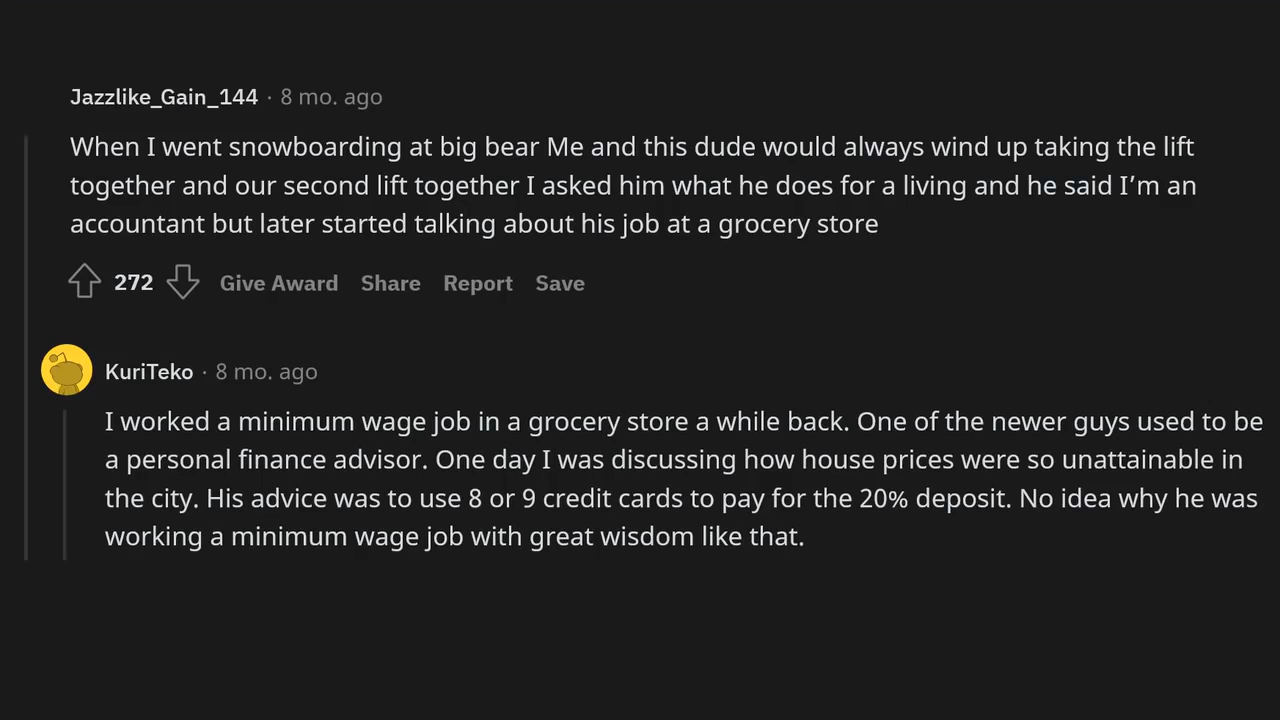 Jazzlike_Gain_144 · 8 mo. ago
When I went snowboarding at big bear Me and this dude would always wind up taking the lift
together and our second lift together I asked him what he does for a living and he said I’m an
accountant but later started talking about his job at a grocery store
272 Give Award Share Report Save
KuriTeko · 8 mo. ago
I worked a minimum wage job in a grocery store a while back. One of the newer guys used to be
a personal finance advisor. One day I was discussing how house prices were so unattainable in
the city. His advice was to use 8 or 9 credit cards to pay for the 20% deposit. No idea why he was
working a minimum wage job with great wisdom like that.